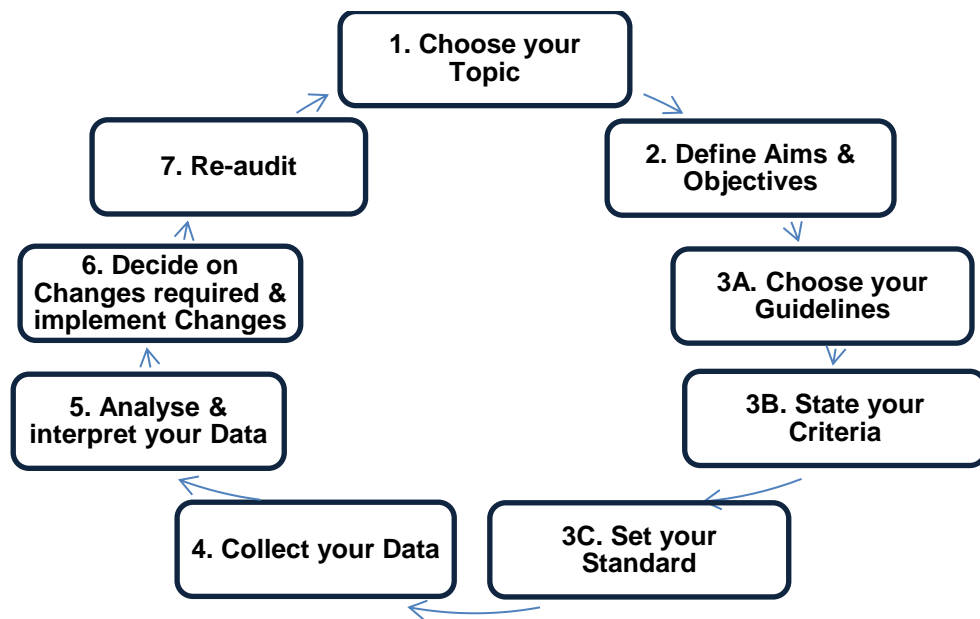 1. Choose your
Topic
2. Define Aims &
Objectives
3A. Choose your
Guidelines
3B. State your
Criteria
3C. Set your
Standard
4. Collect your Data
5. Analyse &
interpret your Data
6. Decide on
Changes required &
implement Changes
7. Re-audit